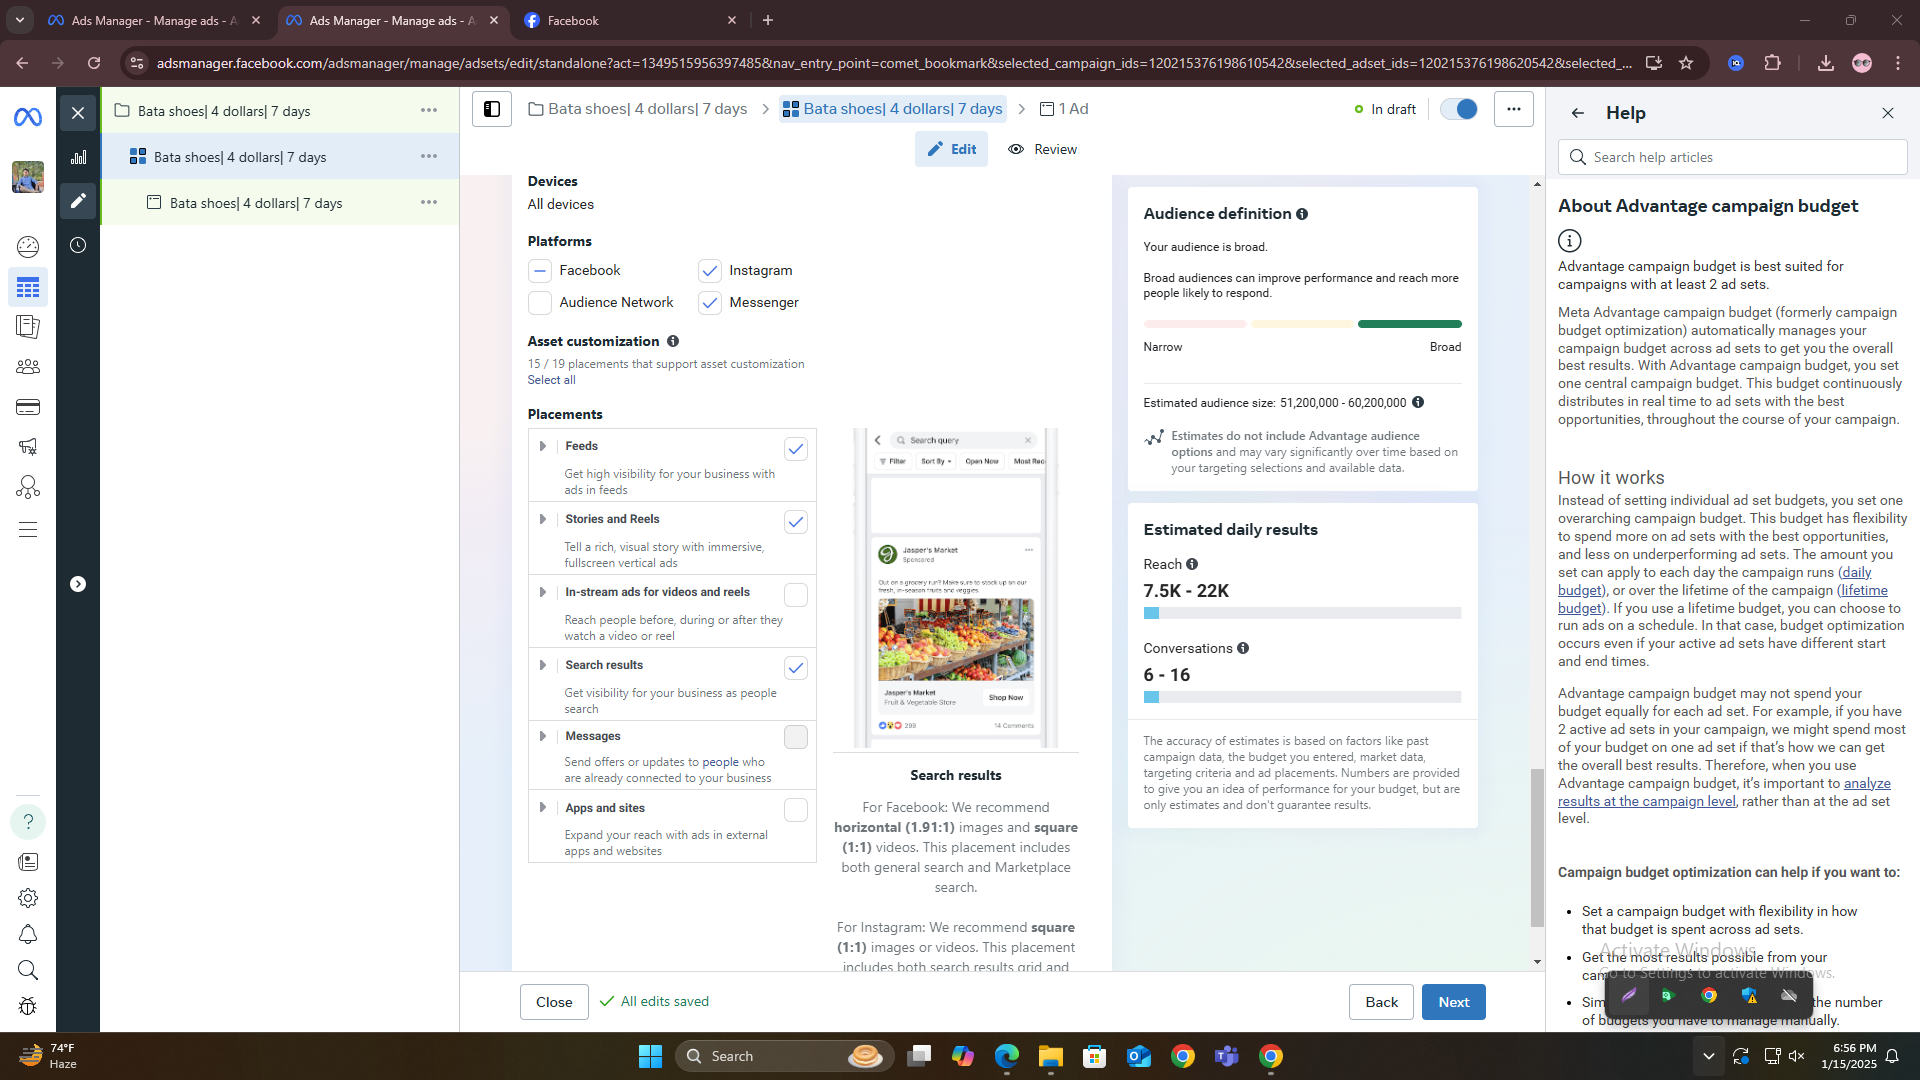 Ads Manager - Manage ads - A
Ads Manager - Manage ads - A
Facebook
adsmanager.facebook.com/adsmanager/manage/adsets/edit/standalone?act=1349515956397485&nav_entry_point=comet_bookmark&selected_campaign_ids=120215376198610542&selected_adset_ids=120215376198620542&selected_...
Bata shoes| 4 dollars| 7 days
Bata shoes| 4 dollars| 7 days
Bata shoes| 4 dollars| 7 days
Bata shoes| 4 dollars| 7 days
Bata shoes| 4 dollars| 7 days
1 Ad
In draft
Edit
Review
Devices
All devices
Platforms
Facebook
Instagram
Audience Network
Messenger
Asset customization
15 / 19 placements that support asset customization
Select all
Placements
Feeds
Get high visibility for your business with
ads in feeds
Stories and Reels
Tell a rich, visual story with immersive,
fullscreen vertical ads
In-stream ads for videos and reels
Reach people before, during or after they
watch a video or reel
Search results
Get visibility for your business as people
search
Messages
Send offers or updates to people who
are already connected to your business
Apps and sites
Expand your reach with ads in external
apps and websites
Search query
Filter
Sort By
Open Now
Most Rec
Jasper's Market
Sponsored
Out on a grocery run? Make sure to stock up on our
fresh, in-season fruits and veggies.
Jasper's Market
Fruit & Vegetable Store
Shop Now
299
14 Comments
Search results
For Facebook: We recommend
horizontal (1.91:1) images and square
(1:1) videos. This placement includes
both general search and Marketplace
search.
For Instagram: We recommend square
(1:1) images or videos. This placement
includes both search results grid and
Close
All edits saved
Back
Next
Audience definition
Your audience is broad.
Broad audiences can improve performance and reach more
people likely to respond.
Narrow
Broad
Estimated audience size: 51,200,000 - 60,200,000
Estimates do not include Advantage audience
options and may vary significantly over time based on
your targeting selections and available data.
Estimated daily results
Reach
7.5K - 22K
Conversations
6 - 16
The accuracy of estimates is based on factors like past
campaign data, the budget you entered, market data,
targeting criteria and ad placements. Numbers are provided
to give you an idea of performance for your budget, but are
only estimates and don't guarantee results.
Help
Search help articles
About Advantage campaign budget
Advantage campaign budget is best suited for
campaigns with at least 2 ad sets.
Meta Advantage campaign budget (formerly campaign
budget optimization) automatically manages your
campaign budget across ad sets to get you the overall
best results. With Advantage campaign budget, you set
one central campaign budget. This budget continuously
distributes in real time to ad sets with the best
opportunities, throughout the course of your campaign.
How it works
Instead of setting individual ad set budgets, you set one
overarching campaign budget. This budget has flexibility
to spend more on ad sets with the best opportunities,
and less on underperforming ad sets. The amount you
set can apply to each day the campaign runs (daily
budget), or over the lifetime of the campaign (lifetime
budget). If you use a lifetime budget, you can choose to
run ads on a schedule. In that case, budget optimization
occurs even if your active ad sets have different start
and end times.
Advantage campaign budget may not spend your
budget equally for each ad set. For example, if you have
2 active ad sets in your campaign, we might spend most
of your budget on one ad set if that's how we can get
the overall best results. Therefore, when you use
Advantage campaign budget, it's important to analyze
results at the campaign level, rather than at the ad set
level.
Campaign budget optimization can help if you want to:
Set a campaign budget with flexibility in how
that budget is spent across ad sets.
Activate Windows
Get the most results possible from your
Go to Settings to activate Windows.
the number
of budgets you have to manage manually.
74°F
Haze
Search
6:56 PM
1/15/2025